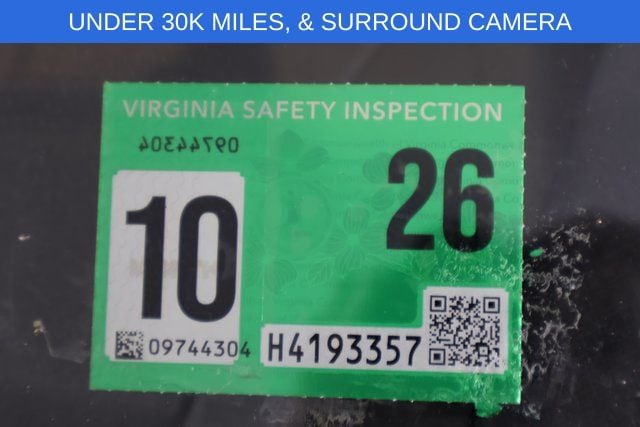 UNDER 30K MILES, & SURROUND CAMERA
VIRGINIA SAFETY INSPECTION
09744304
10
26
09744304
H4193357